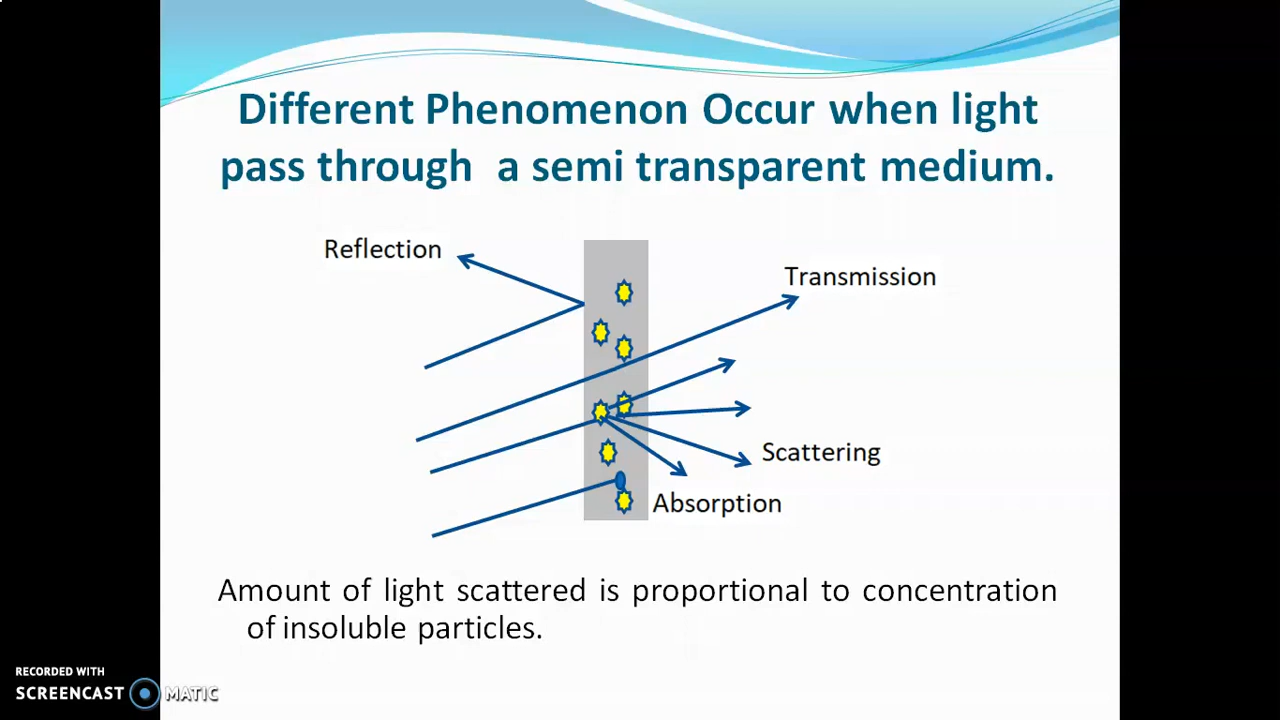 Different Phenomenon Occur when light
pass through a semi transparent medium.
Reflection
Transmission
Scattering
Absorption
Amount of light scattered is proportional to concentration
of insoluble particles.
RECORDED WITH
SCREENCAST MATIC